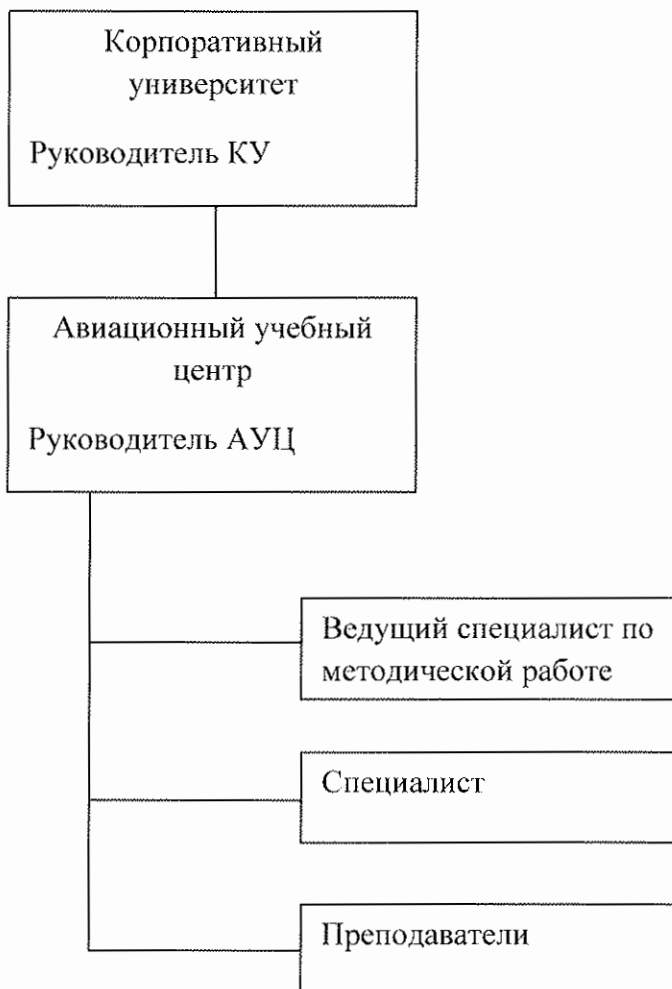 Корпоративный
университет
Руководитель КУ
Авиационный учебный
центр
Руководитель АУЦ
Ведущий специалист по
методической работе
Специалист
Преподаватели